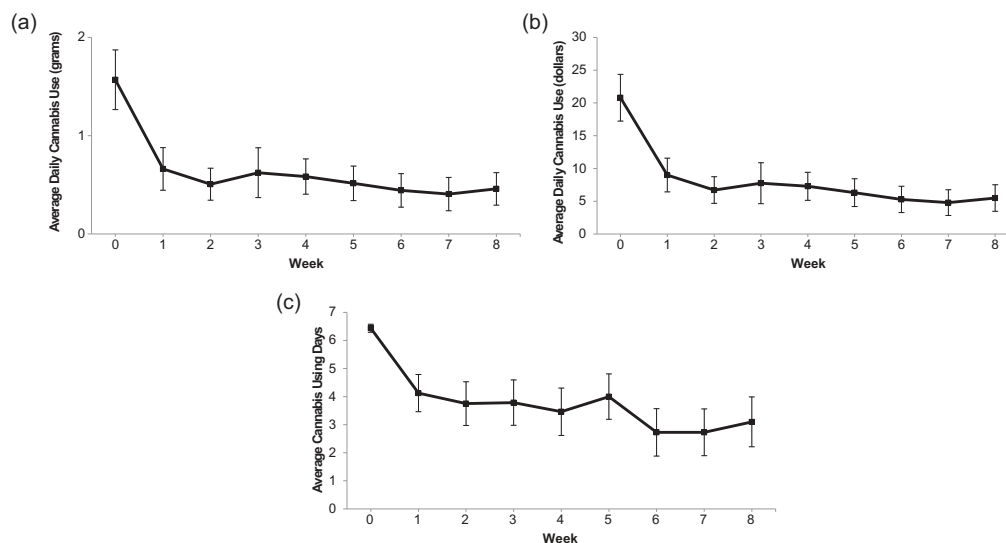 (a)
Average Daily Cannabis Use (grams)
2
1
0
0 1 2 3 4 5 6 7 8
Week
(b)
Average Daily Cannabis Use (dollars)
30
25
20
15
10
5
0
0 1 2 3 4 5 6 7 8
Week
(c)
Average Cannabis Using Days
7
6
5
4
3
2
1
0
0 1 2 3 4 5 6 7 8
Week